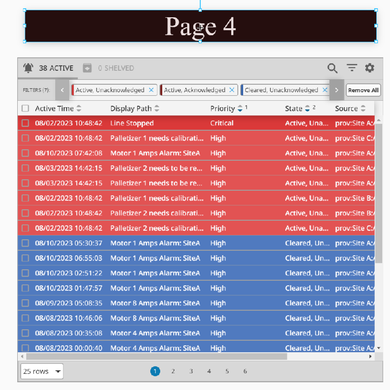 Page 4
38 ACTIVE 0 SHELVED
FILTERS (7) Active, Unacknowledged Active, Acknowledged Cleared, Unacknowledged Remove All
Active Time Display Path Priority 1 State 2 Source
08/02/2023 10:48:42 Line Stopped Critical Active, Una... prov:Site A:/
08/02/2023 10:48:42 Palletizer 1 needs calibrati... High Active, Una... prov:Site A:/
08/10/2023 07:42:08 Motor 1 Amps Alarm: SiteA High Active, Una... prov:Site A:/
08/03/2023 14:42:15 Palletizer 2 needs to be re... High Active, Una... prov:Site A:/
08/03/2023 14:42:15 Palletizer 1 needs to be re... High Active, Una... prov:Site A:/
08/02/2023 10:48:42 Palletizer 1 needs calibrati... High Active, Una... prov:Site B:/
08/02/2023 10:48:42 Palletizer 2 needs calibrati... High Active, Una... prov:Site A:/
08/02/2023 10:48:42 Palletizer 2 needs calibrati... High Active, Una... prov:Site B:/
08/10/2023 05:30:37 Motor 1 Amps Alarm: SiteA High Cleared, Un... prov:Site A:/
08/10/2023 06:55:03 Motor 1 Amps Alarm: SiteA High Cleared, Un... prov:Site A:/
08/10/2023 02:51:22 Motor 1 Amps Alarm: SiteA High Cleared, Un... prov:Site A:/
08/10/2023 01:47:57 Motor 1 Amps Alarm: SiteA High Cleared, Un... prov:Site A:/
08/09/2023 05:08:35 Motor 8 Amps Alarm: SiteA High Cleared, Un... prov:Site A:/
08/08/2023 10:46:06 Motor 8 Amps Alarm: SiteA High Cleared, Un... prov:Site A:/
08/08/2023 00:35:08 Motor 4 Amps Alarm: SiteA High Cleared, Un... prov:Site A:/
08/08/2023 00:00:40 Motor 4 Amps Alarm: SiteA High Cleared, Un... prov:Site A:/
25 rows 1 2 3 4 5 6